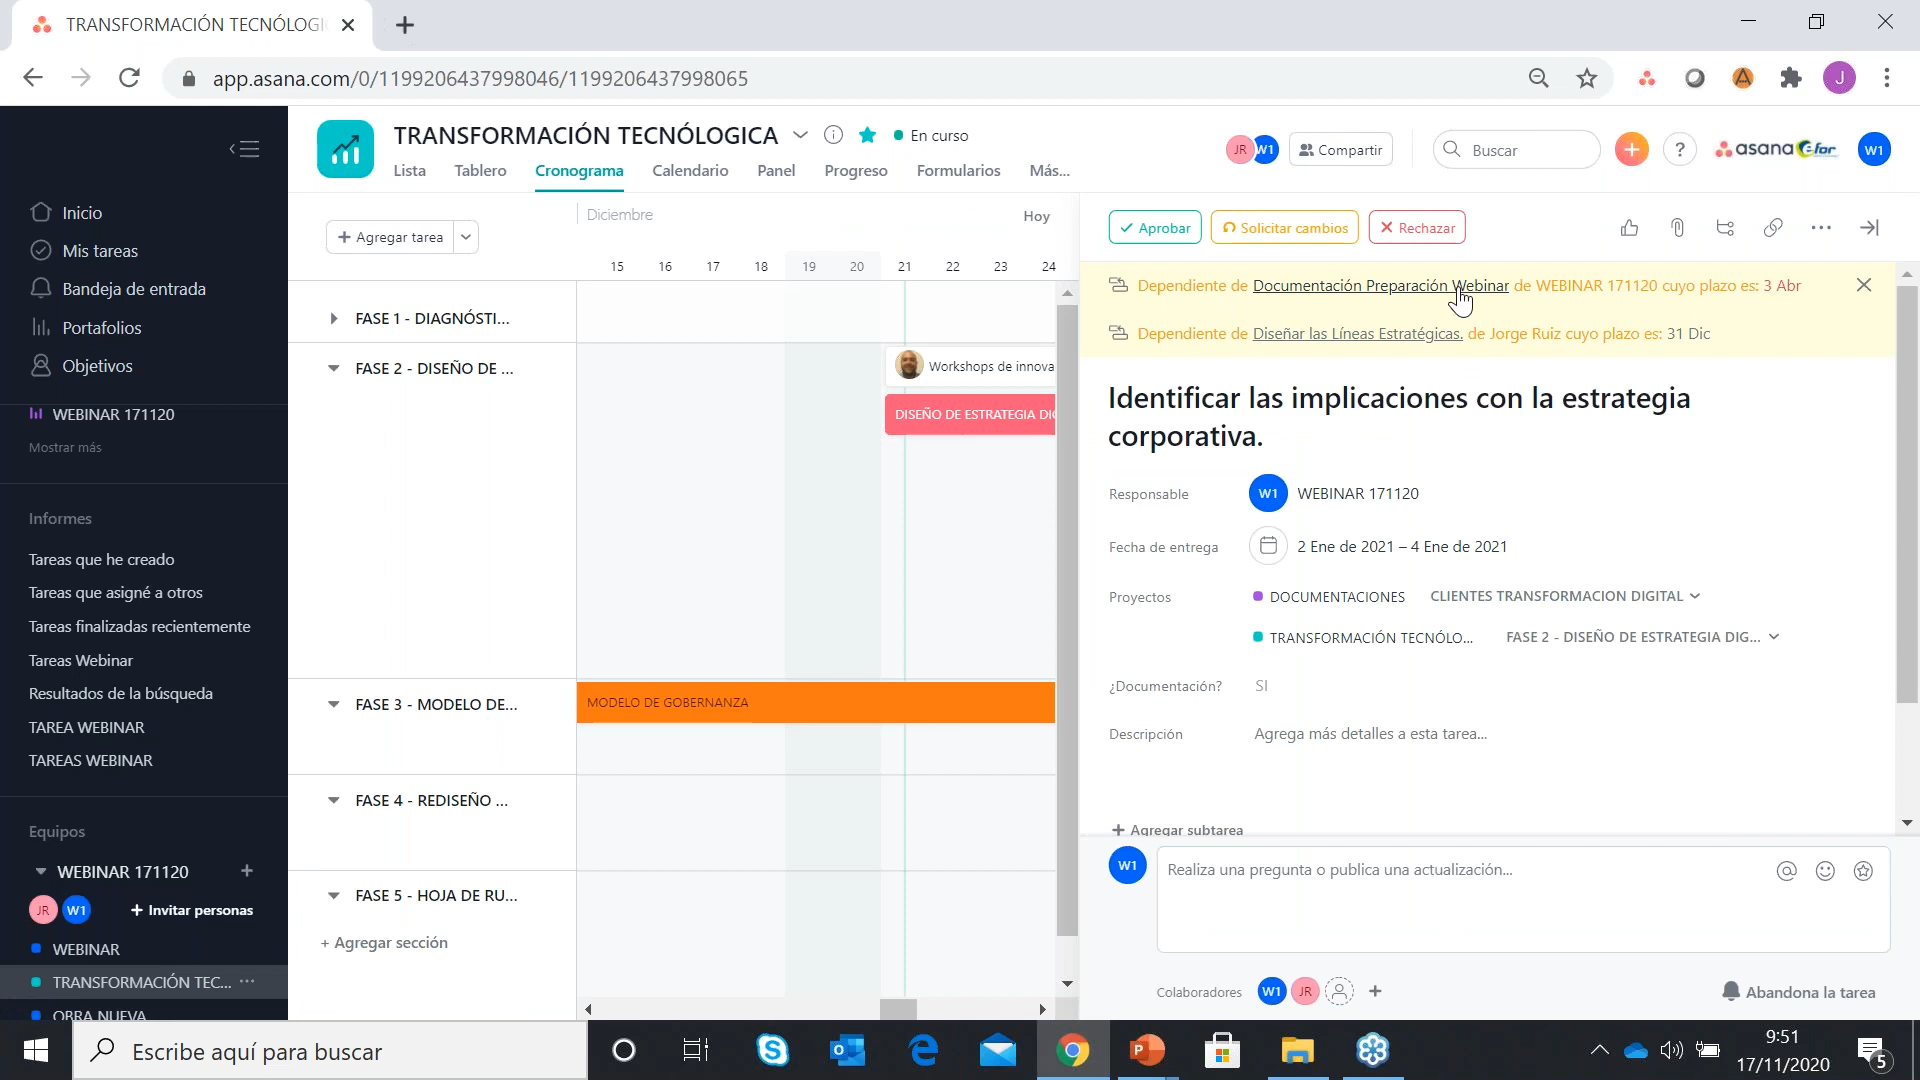 TRANSFORMACIÓN TECNÓLOGI
app.asana.com/0/1199206437998046/1199206437998065
J
TRANSFORMACIÓN TECNÓLOGICA
En curso
Lista Tablero Cronograma Calendario Panel Progreso Formularios Más...
JR W1 Compartir
Buscar
? asana efor W1
Inicio
Mis tareas
Bandeja de entrada
Portafolios
Objetivos
WEBINAR 171120
Mostrar más
Informes
Tareas que he creado
Tareas que asigné a otros
Tareas finalizadas recientemente
Tareas Webinar
Resultados de la búsqueda
TAREA WEBINAR
TAREAS WEBINAR
Equipos
WEBINAR 171120
JR W1 + Invitar personas
WEBINAR
TRANSFORMACIÓN TEC... ...
OBRA NUEVA
+ Agregar tarea
Diciembre
Hoy
15 16 17 18 19 20 21 22 23 24
FASE 1 - DIAGNÓSTI...
FASE 2 - DISEÑO DE ...
Workshops de innova
DISEÑO DE ESTRATEGIA DIG
FASE 3 - MODELO DE...
MODELO DE GOBERNANZA
FASE 4 - REDISEÑO ...
FASE 5 - HOJA DE RU...
+ Agregar sección
Aprobar Solicitar cambios Rechazar
Dependiente de Documentación Preparación Webinar de WEBINAR 171120 cuyo plazo es: 3 Abr
Dependiente de Diseñar las Líneas Estratégicas. de Jorge Ruiz cuyo plazo es: 31 Dic
Identificar las implicaciones con la estrategia
corporativa.
Responsable W1 WEBINAR 171120
Fecha de entrega 2 Ene de 2021 – 4 Ene de 2021
Proyectos DOCUMENTACIONES CLIENTES TRANSFORMACION DIGITAL
TRANSFORMACIÓN TECNÓLO... FASE 2 - DISEÑO DE ESTRATEGIA DIG...
¿Documentación? SI
Descripción Agrega más detalles a esta tarea...
+ Agregar subtarea
W1 Realiza una pregunta o publica una actualización...
Colaboradores W1 JR +
Abandona la tarea
Escribe aquí para buscar
9:51
17/11/2020
5